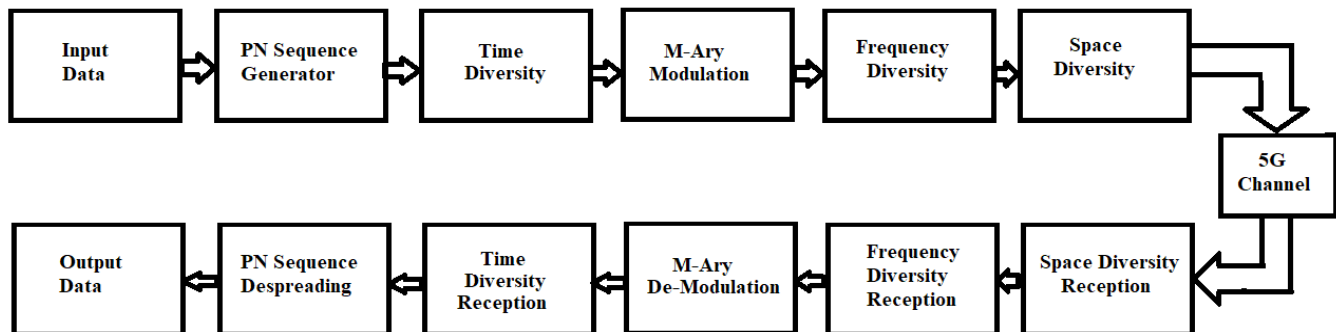 Input
Data
PN Sequence
Generator
Time
Diversity
M-Ary
Modulation
Frequency
Diversity
Space
Diversity
5G
Channel
Space Diversity
Reception
Frequency
Diversity
Reception
M-Ary
De-Modulation
Time
Diversity
Reception
PN Sequence
Despreading
Output
Data